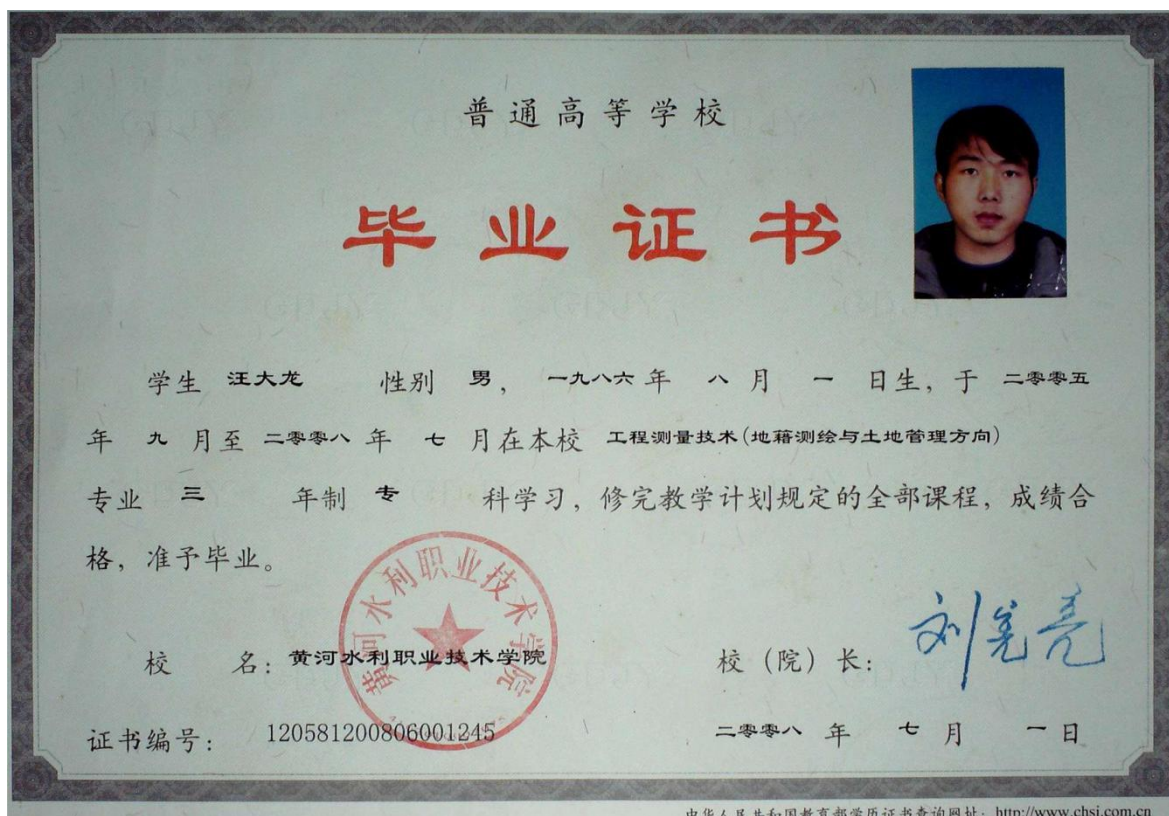 普通高等学校
毕业证书
学生 汪大龙 性别 男，一九八六年 八 月 一 日生，于 二零零五
年 九 月至 二零零八 年 七 月在本校 工程测量技术(地籍测绘与土地管理方向)
专业 三 年制 专 科学习，修完教学计划规定的全部课程，成绩合
格，准予毕业。
黄河水利职业技术学院
校 名：黄河水利职业技术学院 校（院）长：
证书编号： 120581200806001245 二零零八 年 七 月 一日
中华人民共和国教育部学历证书查询网址：http://www.chsi.com.cn